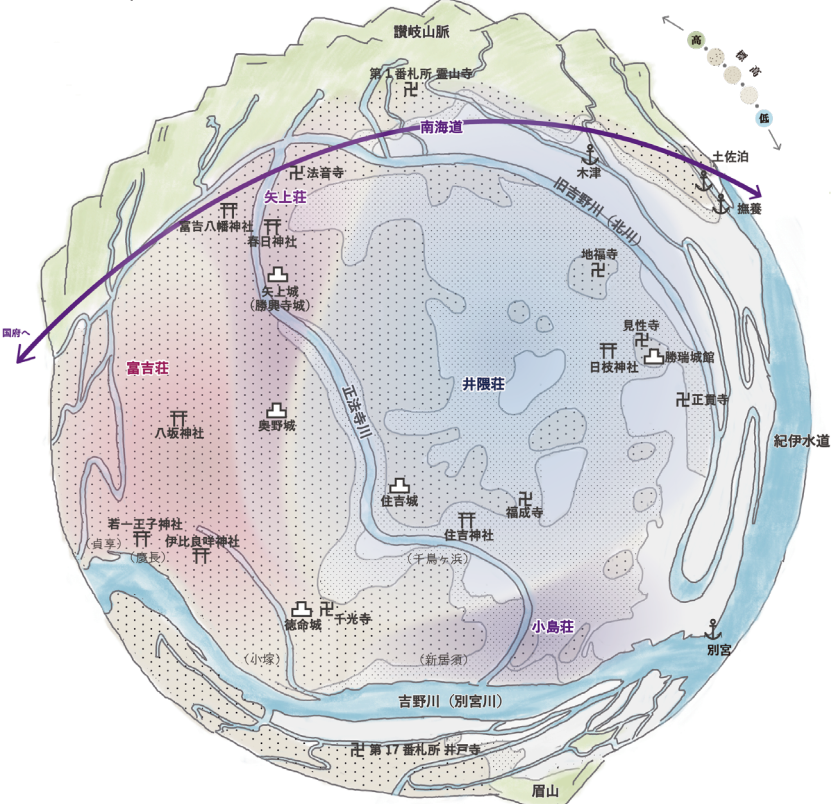 讃岐山脈
高
標高
低
第1番札所 霊山寺
南海道
土佐泊
木津
撫養
法音寺
矢上荘
旧吉野川（北川）
冨吉八幡神社
春日神社
地福寺
矢上城
（勝興寺城）
国府へ
見性寺
日枝神社
勝瑞城館
富吉荘
井隈荘
正貫寺
正法寺川
奥野城
八坂神社
紀伊水道
住吉城
福成寺
若一王子神社
住吉神社
（貞享）
（慶長）
伊比良咩神社
（千鳥ヶ浜）
徳命城
千光寺
小島荘
別宮
（小塚）
（新居須）
吉野川（別宮川）
第17番札所 井戸寺
眉山